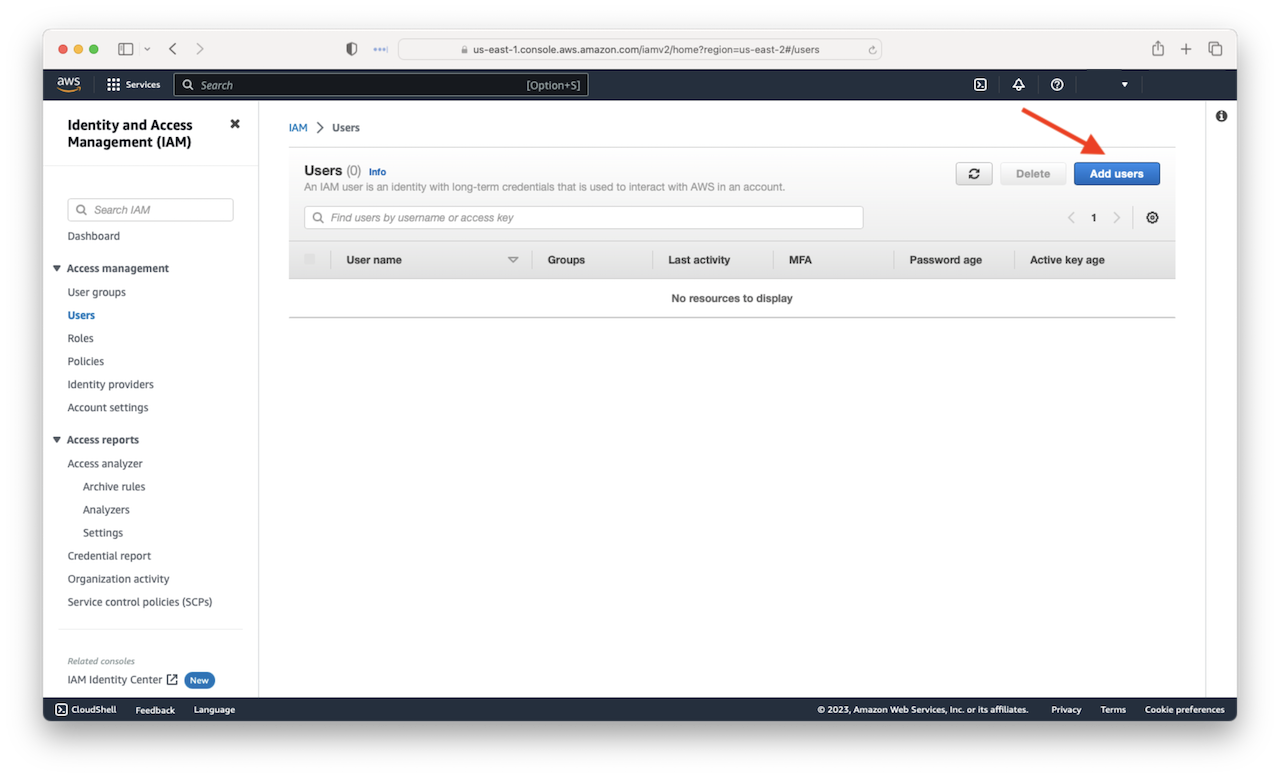 us-east-1.console.aws.amazon.com/iamv2/home?region=us-east-2#/users
aws
Services
Search
[Option+S]
Identity and Access
Management (IAM)
Search IAM
Dashboard
Access management
User groups
Users
Roles
Policies
Identity providers
Account settings
Access reports
Access analyzer
Archive rules
Analyzers
Settings
Credential report
Organization activity
Service control policies (SCPs)
Related consoles
IAM Identity Center New
IAM > Users
Users (0) Info
An IAM user is an identity with long-term credentials that is used to interact with AWS in an account.
Delete
Add users
Find users by username or access key
1
User name Groups Last activity MFA Password age Active key age
No resources to display
CloudShell Feedback Language
© 2023, Amazon Web Services, Inc. or its affiliates. Privacy Terms Cookie preferences